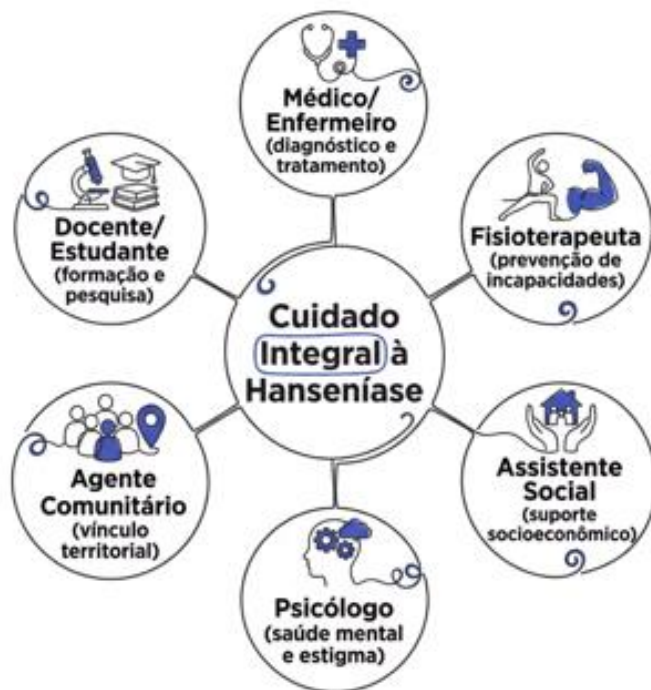 Médico/
Enfermeiro
(diagnóstico e
tratamento)
Docente/
Estudante
(formação e
pesquisa)
Fisioterapeuta
(prevenção de
incapacidades)
Cuidado
Integral à
Hanseníase
Agente
Comunitário
(vínculo
territorial)
Assistente
Social
(suporte
socioeconômico)
Psicólogo
(saúde mental
e estigma)